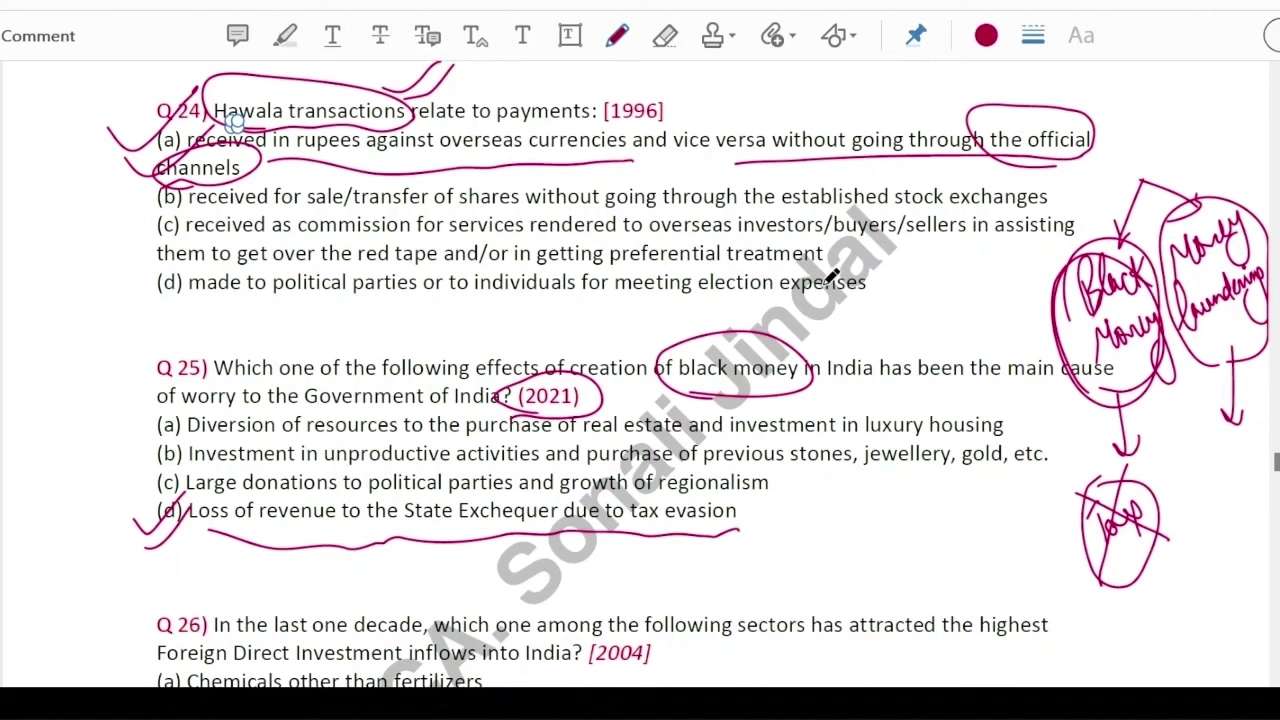 Comment
T T T T T T Aa
Q 24) Hawala transactions relate to payments: [1996]
(a) received in rupees against overseas currencies and vice versa without going through the official
channels
(b) received for sale/transfer of shares without going through the established stock exchanges
(c) received as commission for services rendered to overseas investors/buyers/sellers in assisting
them to get over the red tape and/or in getting preferential treatment
(d) made to political parties or to individuals for meeting election expenses
Black
Money
Money
laundering
Q 25) Which one of the following effects of creation of black money in India has been the main cause
of worry to the Government of India? (2021)
(a) Diversion of resources to the purchase of real estate and investment in luxury housing
(b) Investment in unproductive activities and purchase of previous stones, jewellery, gold, etc.
(c) Large donations to political parties and growth of regionalism
(d) Loss of revenue to the State Exchequer due to tax evasion
Q 26) In the last one decade, which one among the following sectors has attracted the highest
Foreign Direct Investment inflows into India? [2004]
(a) Chemicals other than fertilizers
CA. Sonali Jindal